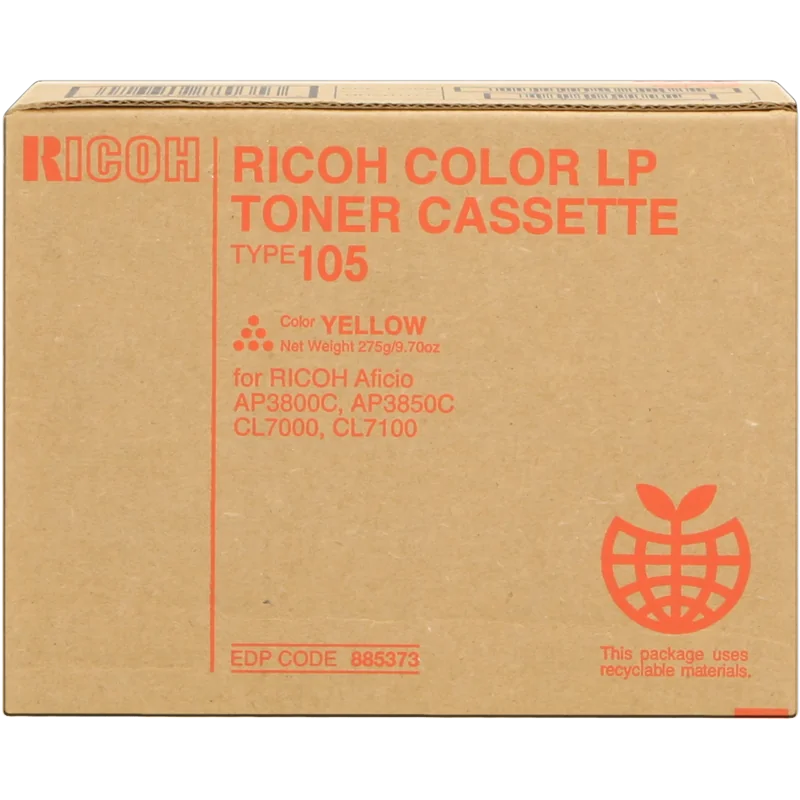 RICOH
RICOH COLOR LP
TONER CASSETTE
TYPE 105
Color YELLOW
Net Weight 275g/9.70oz
for RICOH Aficio
AP3800C, AP3850C
CL7000, CL7100
EDP CODE 885373
This package uses
recyclable materials.